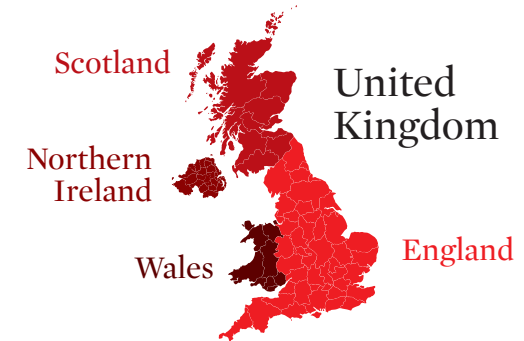 Scotland
United
Kingdom
Northern
Ireland
England
Wales